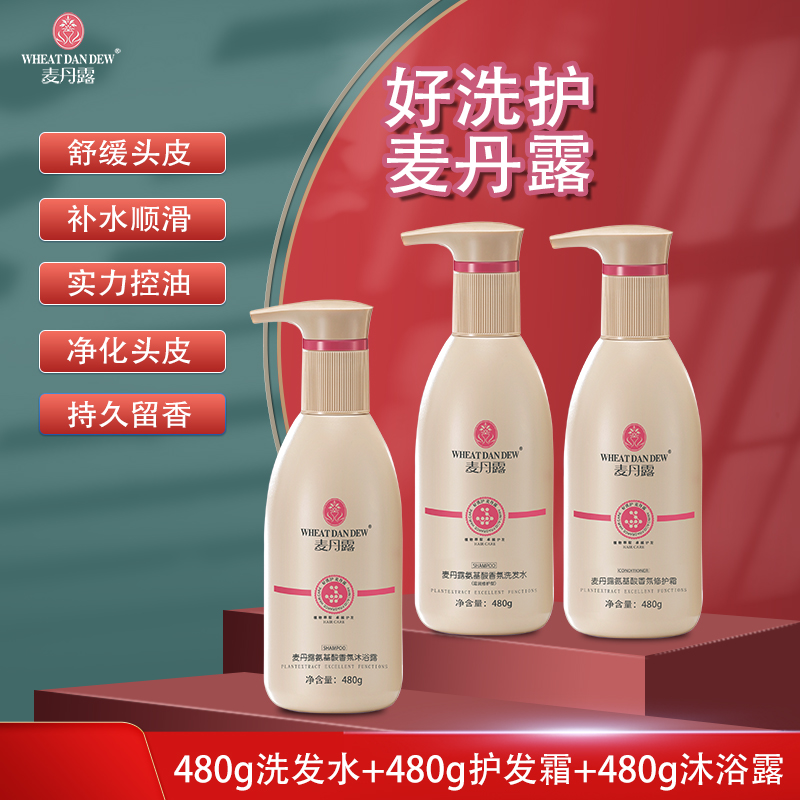 WHEAT DAN DEW®
麦丹露
好洗护
麦丹露
舒缓头皮
补水顺滑
实力控油
净化头皮
持久留香
WHEAT DAN DEW®
麦丹露
HAIR CARE
SHAMPOO
麦丹露氨基酸香氛沐浴露
PLANTEXTRACT EXCELLENT FUNCTIONS
净含量：480g
WHEAT DAN DEW®
麦丹露
HAIR CARE
SHAMPOO
麦丹露氨基酸香氛洗发水
PLANTEXTRACT EXCELLENT FUNCTIONS
净含量：480g
WHEAT DAN DEW®
麦丹露
HAIR CARE
CONDITIONER
麦丹露氨基酸香氛修护霜
PLANTEXTRACT EXCELLENT FUNCTIONS
净含量：480g
480g洗发水+480g护发霜+480g沐浴露